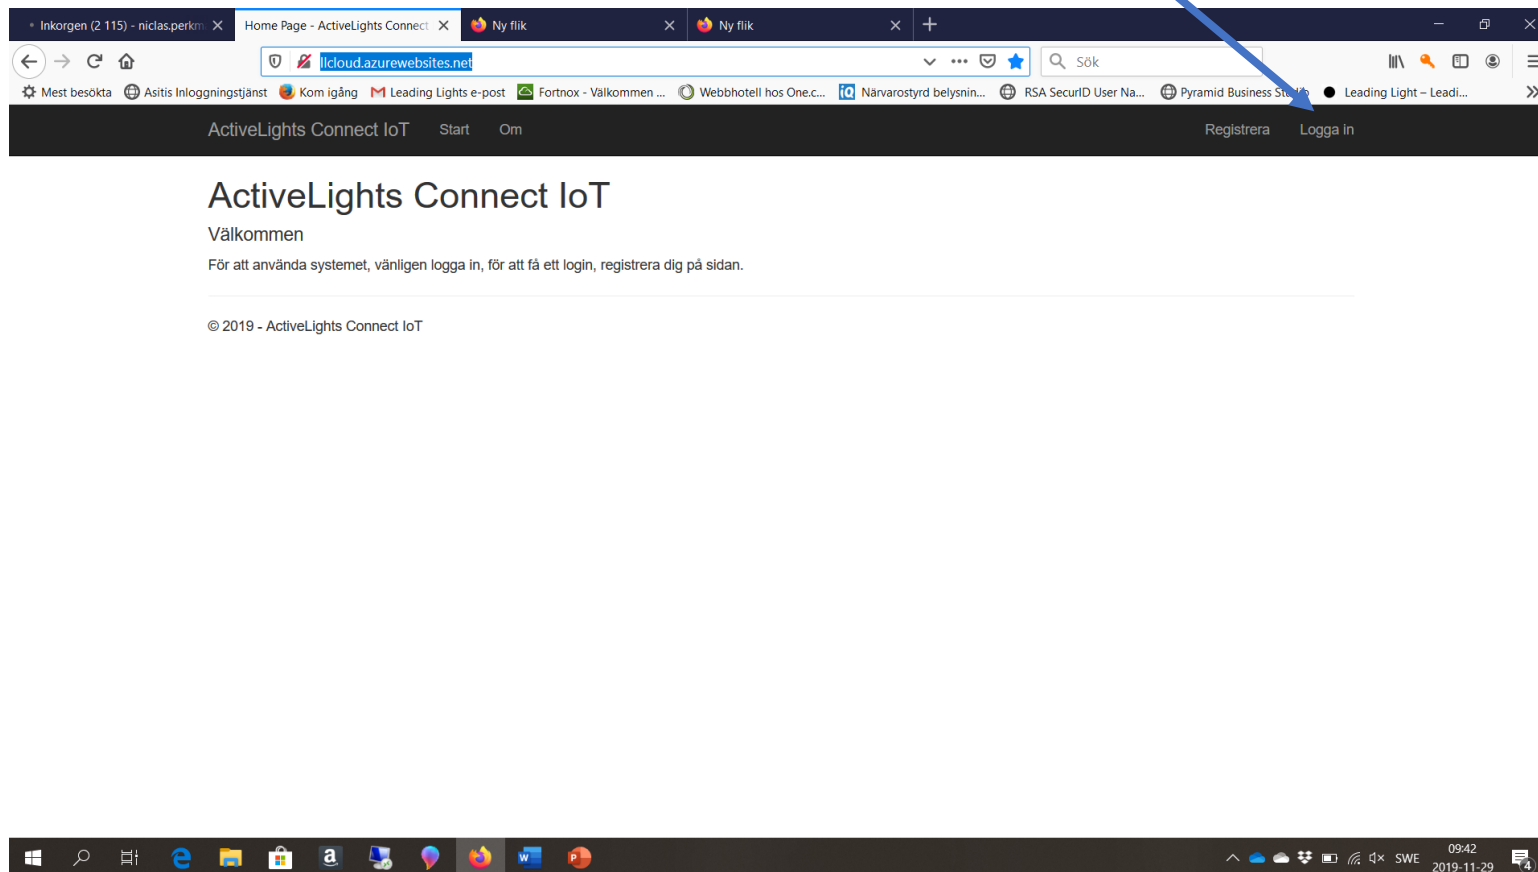 Inkorgen (2 115) - niclas.perkm
Home Page - ActiveLights Connect
Ny flik
Ny flik
llcloud.azurewebsites.net
Sök
Mest besökta
Asitis Inloggningstjänst
Kom igång
Leading Lights e-post
Fortnox - Välkommen ...
Webbhotell hos One.c...
Närvarostyrd belysnin...
RSA SecurID User Na...
Pyramid Business Studio
Leading Light – Leadi...
ActiveLights Connect IoT
Start
Om
Registrera
Logga in
ActiveLights Connect IoT
Välkommen
För att använda systemet, vänligen logga in, för att få ett login, registrera dig på sidan.
© 2019 - ActiveLights Connect IoT
SWE
09:42
2019-11-29
4